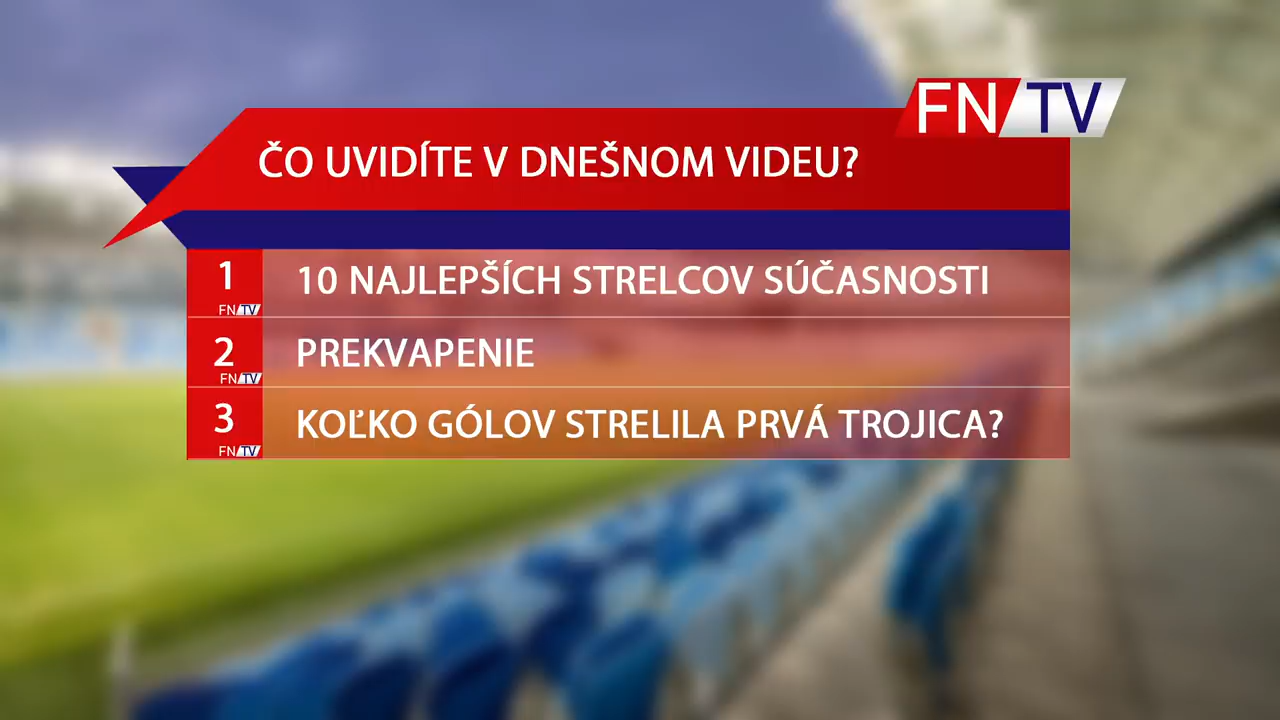 FN TV
ČO UVIDÍTE V DNEŠNOM VIDEU?
1
FN TV
10 NAJLEPŠÍCH STRELCOV SÚČASNOSTI
2
FN TV
PREKVAPENIE
3
FN TV
KOĽKO GÓLOV STRELILA PRVÁ TROJICA?